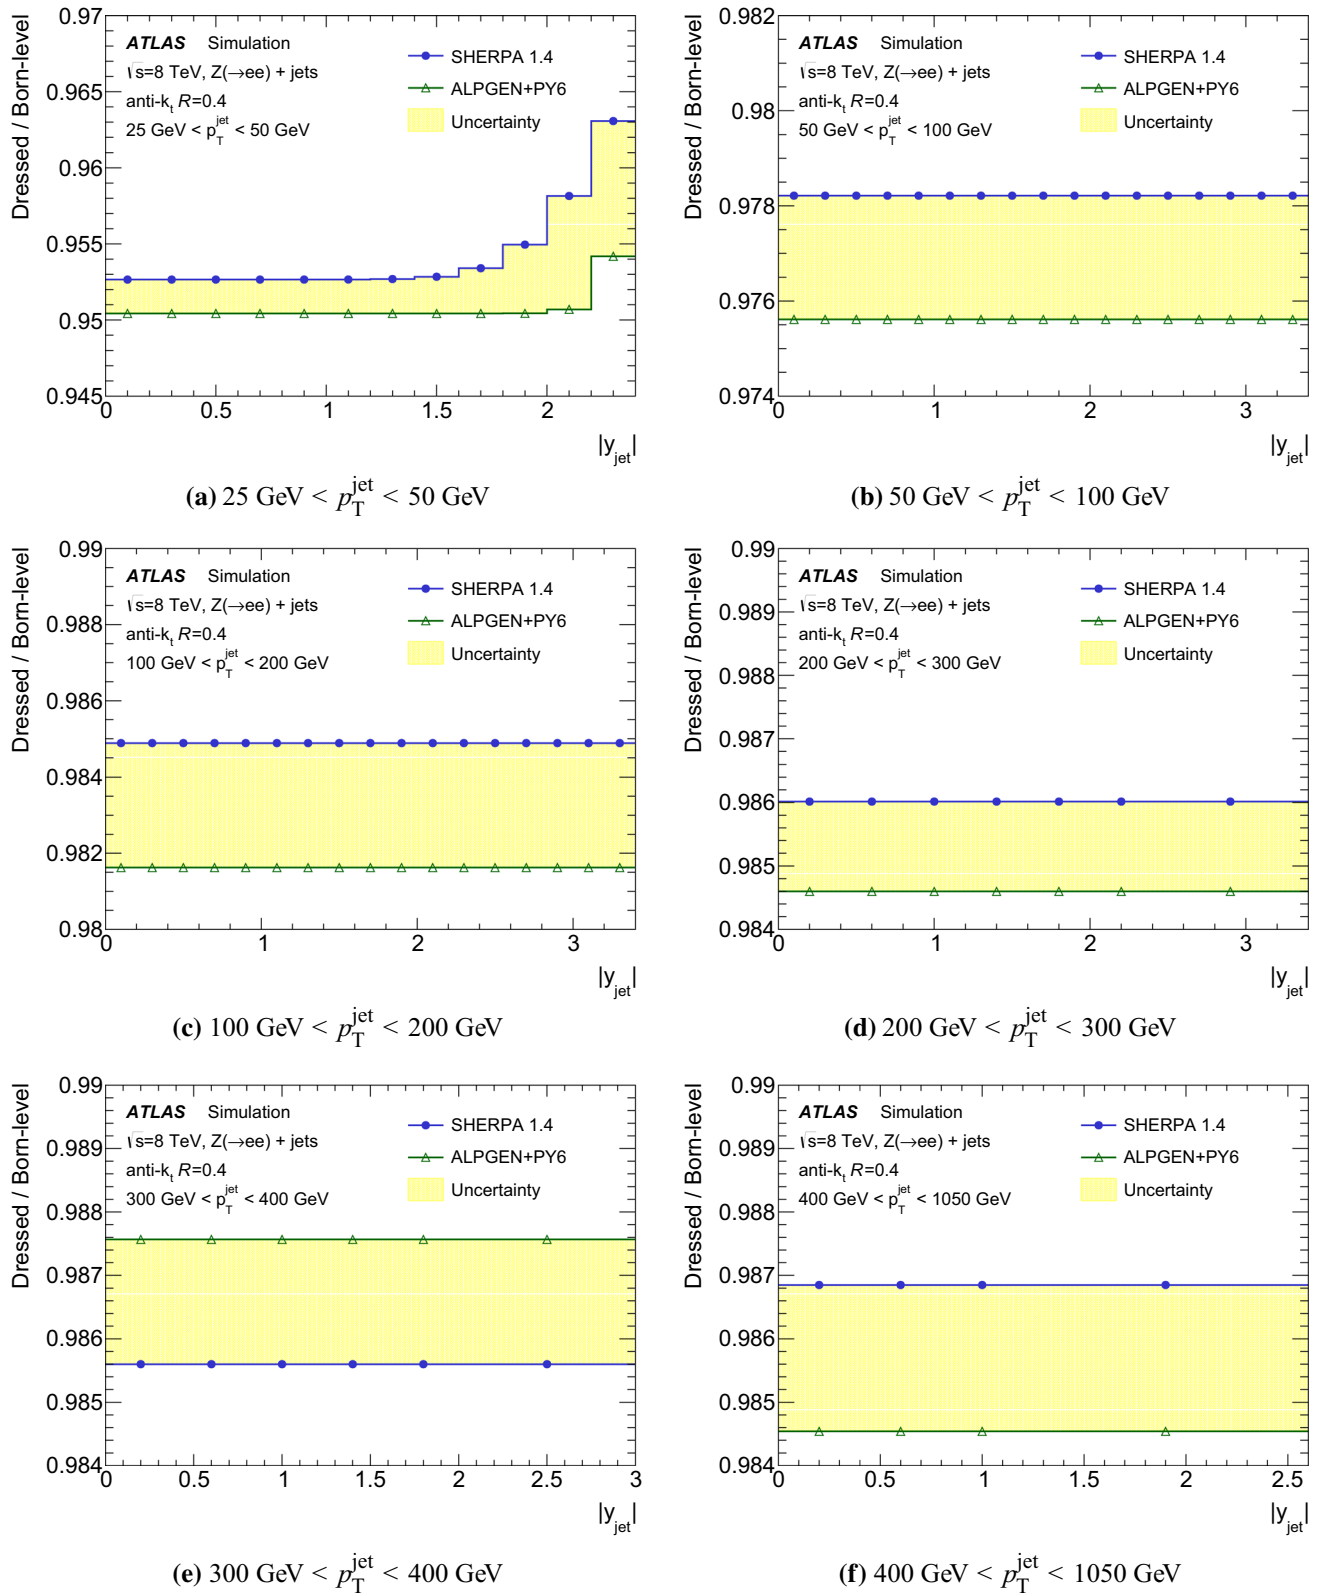 Dressed / Born-level
0.97
0.965
0.96
0.955
0.95
0.945
ATLAS Simulation
√s=8 TeV, Z(→ee) + jets
anti-k_t R=0.4
25 GeV < p_T^jet < 50 GeV
SHERPA 1.4
ALPGEN+PY6
Uncertainty
0 0.5 1 1.5 2
|y_jet|
(a) 25 GeV < p_T^jet < 50 GeV
Dressed / Born-level
0.982
0.98
0.978
0.976
0.974
ATLAS Simulation
√s=8 TeV, Z(→ee) + jets
anti-k_t R=0.4
50 GeV < p_T^jet < 100 GeV
SHERPA 1.4
ALPGEN+PY6
Uncertainty
0 1 2 3
|y_jet|
(b) 50 GeV < p_T^jet < 100 GeV
Dressed / Born-level
0.99
0.988
0.986
0.984
0.982
0.98
ATLAS Simulation
√s=8 TeV, Z(→ee) + jets
anti-k_t R=0.4
100 GeV < p_T^jet < 200 GeV
SHERPA 1.4
ALPGEN+PY6
Uncertainty
0 1 2 3
|y_jet|
(c) 100 GeV < p_T^jet < 200 GeV
Dressed / Born-level
0.99
0.989
0.988
0.987
0.986
0.985
0.984
ATLAS Simulation
√s=8 TeV, Z(→ee) + jets
anti-k_t R=0.4
200 GeV < p_T^jet < 300 GeV
SHERPA 1.4
ALPGEN+PY6
Uncertainty
0 1 2 3
|y_jet|
(d) 200 GeV < p_T^jet < 300 GeV
Dressed / Born-level
0.99
0.989
0.988
0.987
0.986
0.985
0.984
ATLAS Simulation
√s=8 TeV, Z(→ee) + jets
anti-k_t R=0.4
300 GeV < p_T^jet < 400 GeV
SHERPA 1.4
ALPGEN+PY6
Uncertainty
0 0.5 1 1.5 2 2.5 3
|y_jet|
(e) 300 GeV < p_T^jet < 400 GeV
Dressed / Born-level
0.99
0.989
0.988
0.987
0.986
0.985
0.984
ATLAS Simulation
√s=8 TeV, Z(→ee) + jets
anti-k_t R=0.4
400 GeV < p_T^jet < 1050 GeV
SHERPA 1.4
ALPGEN+PY6
Uncertainty
0 0.5 1 1.5 2 2.5
|y_jet|
(f) 400 GeV < p_T^jet < 1050 GeV